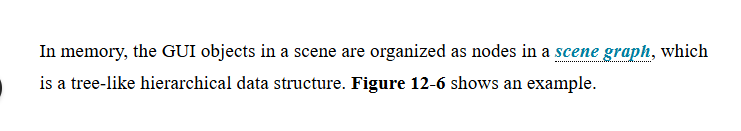 In memory, the GUI objects in a scene are organized as nodes in a scene graph, which
is a tree-like hierarchical data structure. Figure 12-6 shows an example.